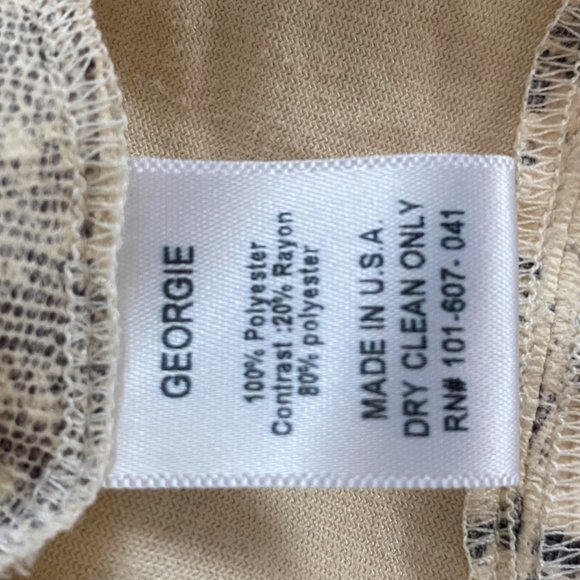 GEORGIE
100% Polyester
Contrast :20% Rayon
80% polyester
MADE IN U.S.A.
DRY CLEAN ONLY
RN# 101-607- 041